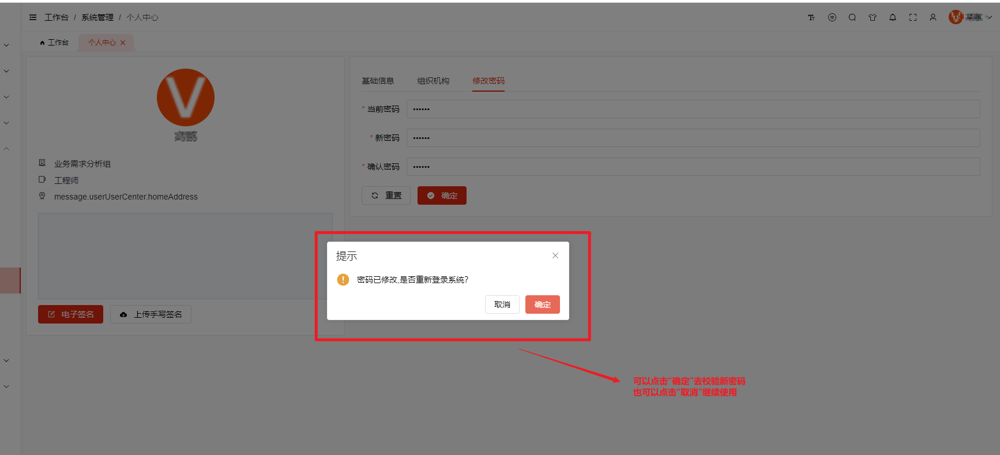 工作台 / 系统管理 / 个人中心
工作台
个人中心
V
业务需求分析组
工程师
message.userUserCenter.homeAddress
电子签名
上传手写签名
基础信息
组织机构
修改密码
* 当前密码
* 新密码
* 确认密码
重置
确定
提示
密码已修改,是否重新登录系统?
取消
确定
可以点击“确定”去校验新密码
也可以点击“取消”继续使用